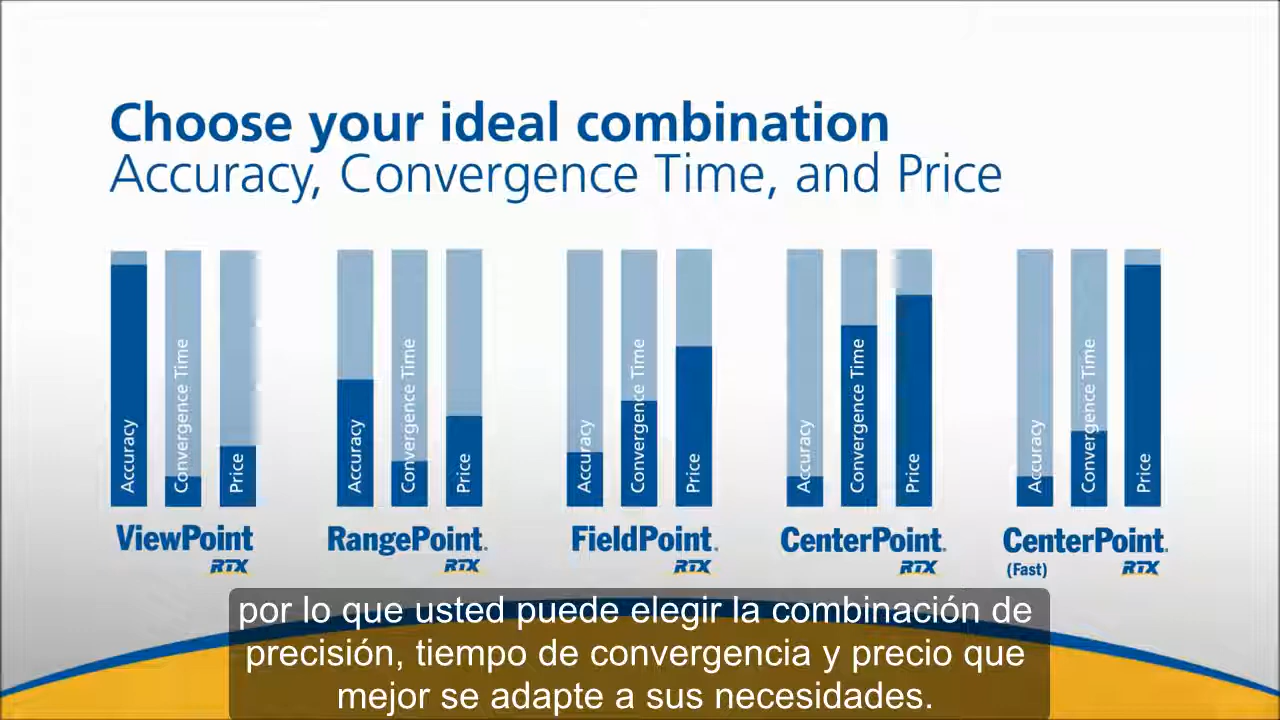 Choose your ideal combination
Accuracy, Convergence Time, and Price
Accuracy
Convergence Time
Price
Accuracy
Convergence Time
Price
Accuracy
Convergence Time
Price
Accuracy
Convergence Time
Price
Accuracy
Convergence Time
Price
ViewPoint
RTX
RangePoint
RTX
FieldPoint
RTX
CenterPoint
RTX
CenterPoint
(Fast) RTX
por lo que usted puede elegir la combinación de
precisión, tiempo de convergencia y precio que
mejor se adapte a sus necesidades.